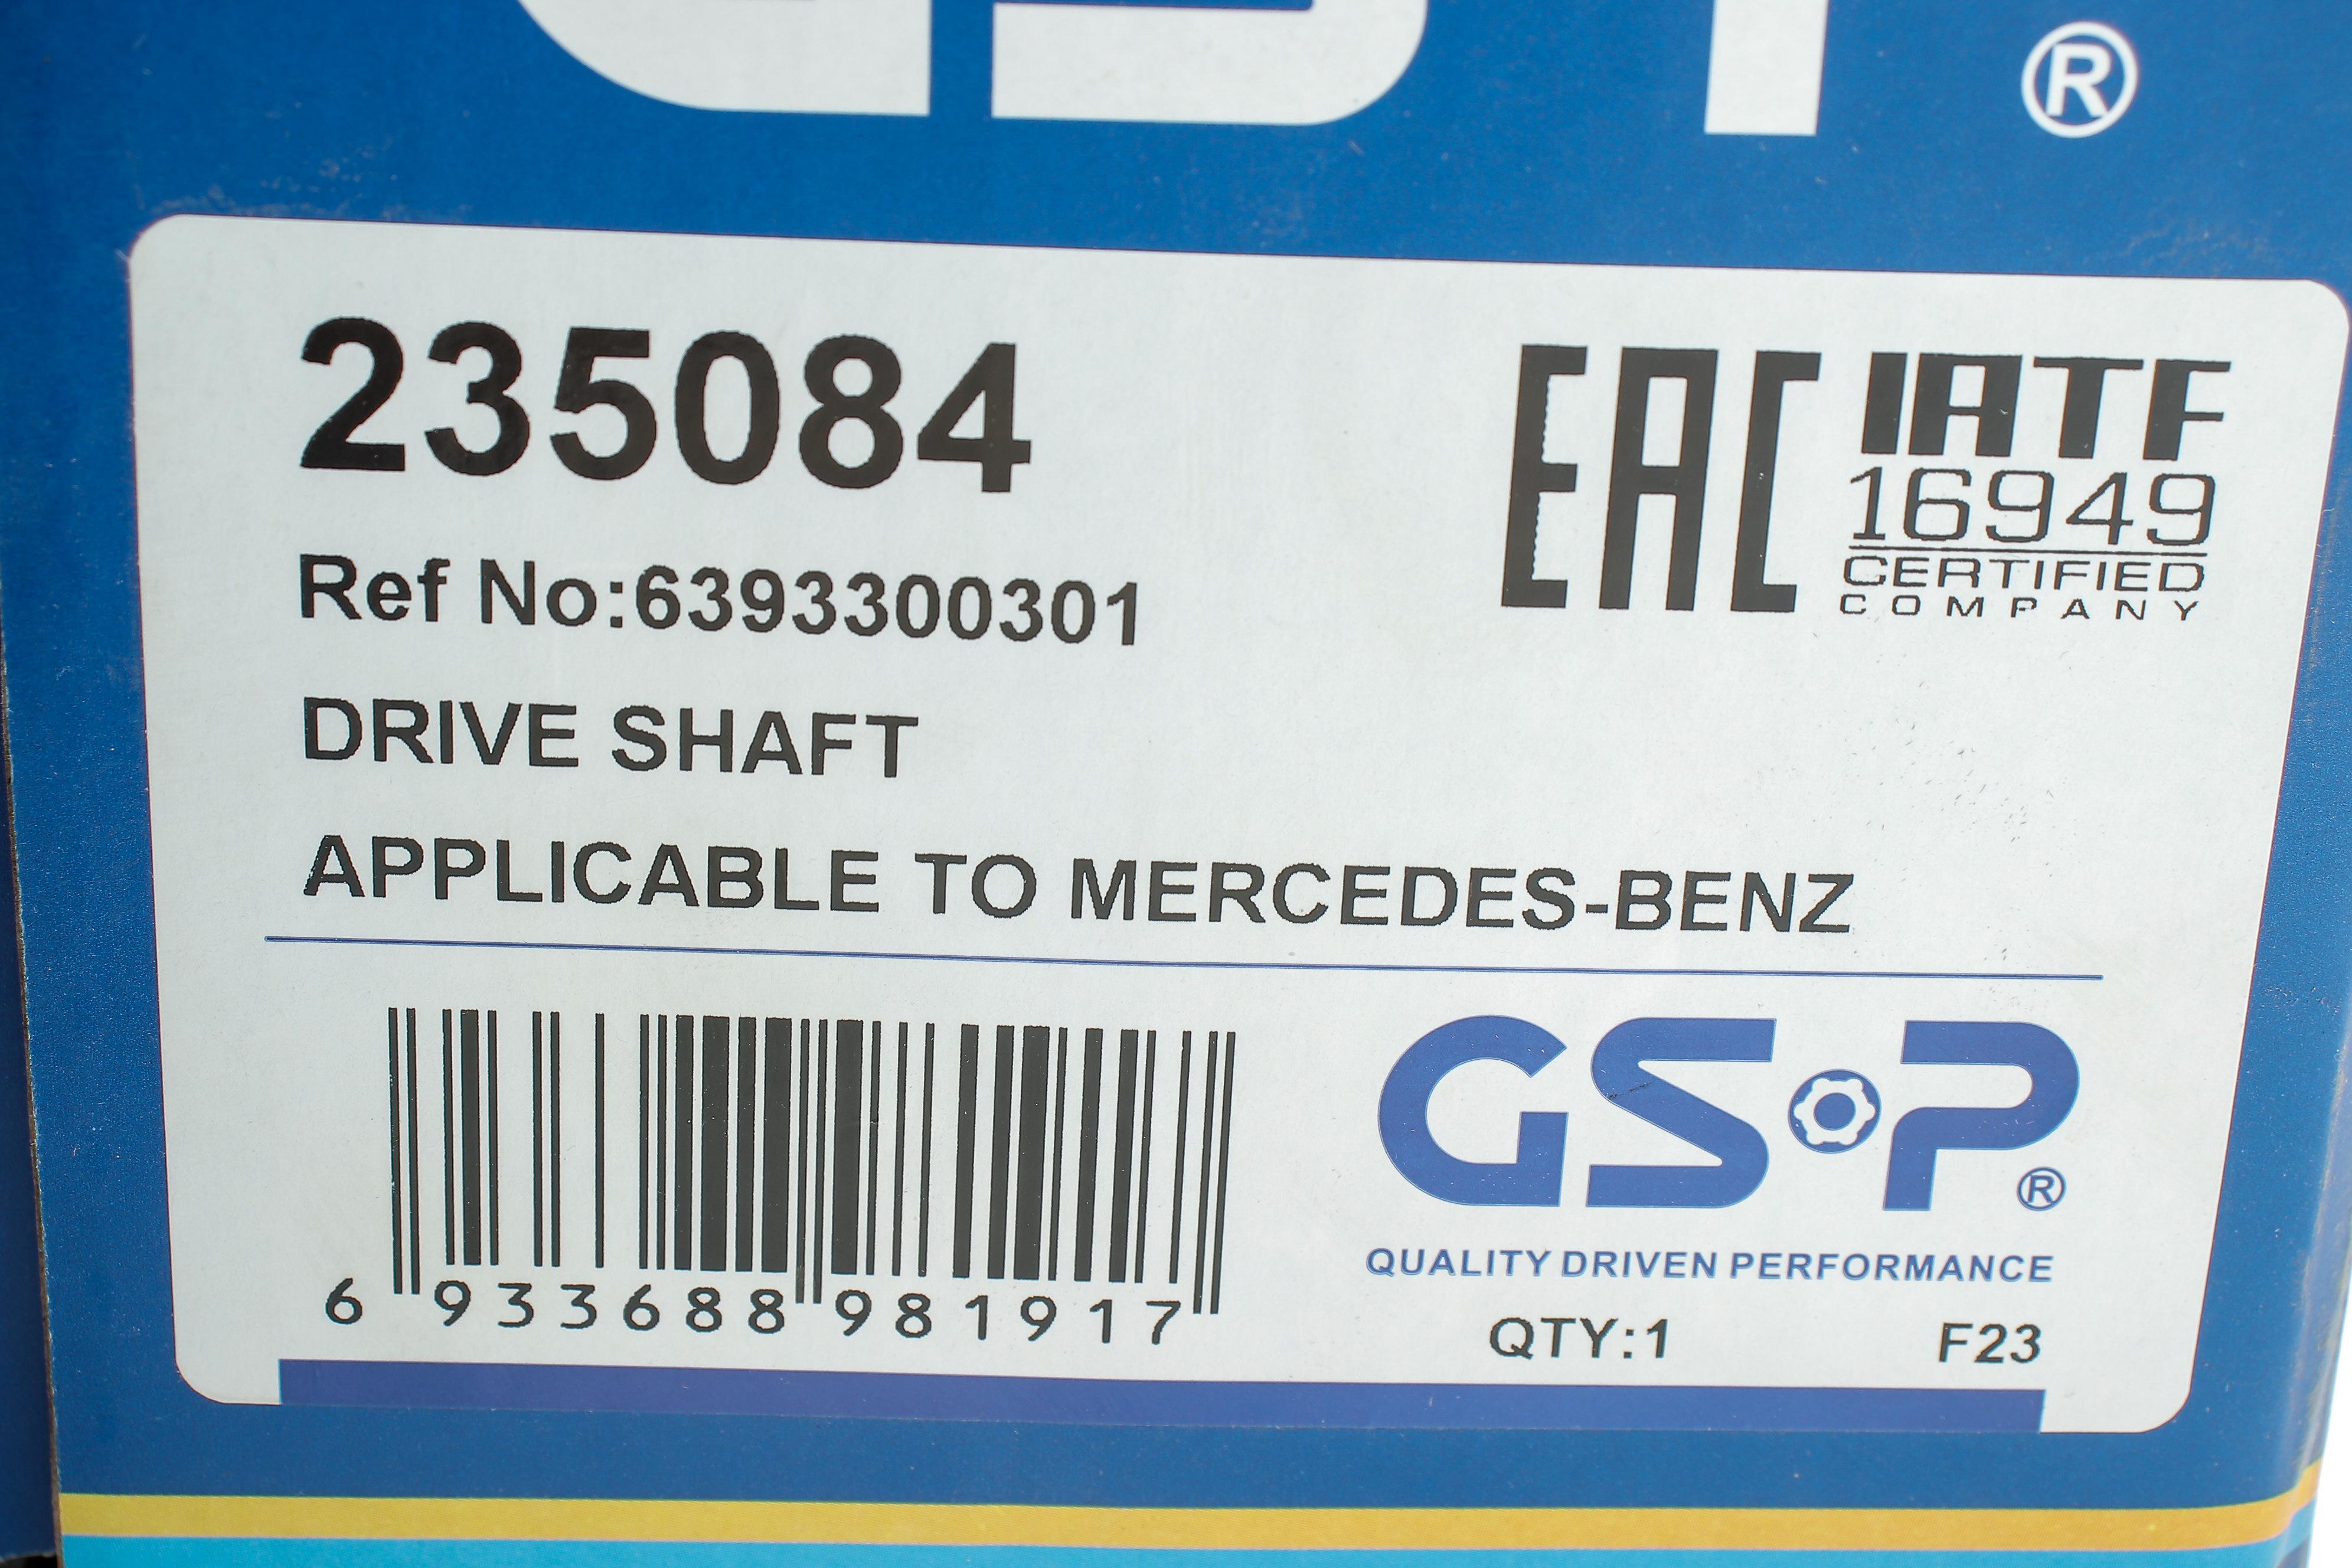 ®
235084
Ref No:6393300301
DRIVE SHAFT
APPLICABLE TO MERCEDES-BENZ
EAC
IATF
16949
CERTIFIED
COMPANY
6 933688 981917
GSP®
QUALITY DRIVEN PERFORMANCE
QTY:1 F23